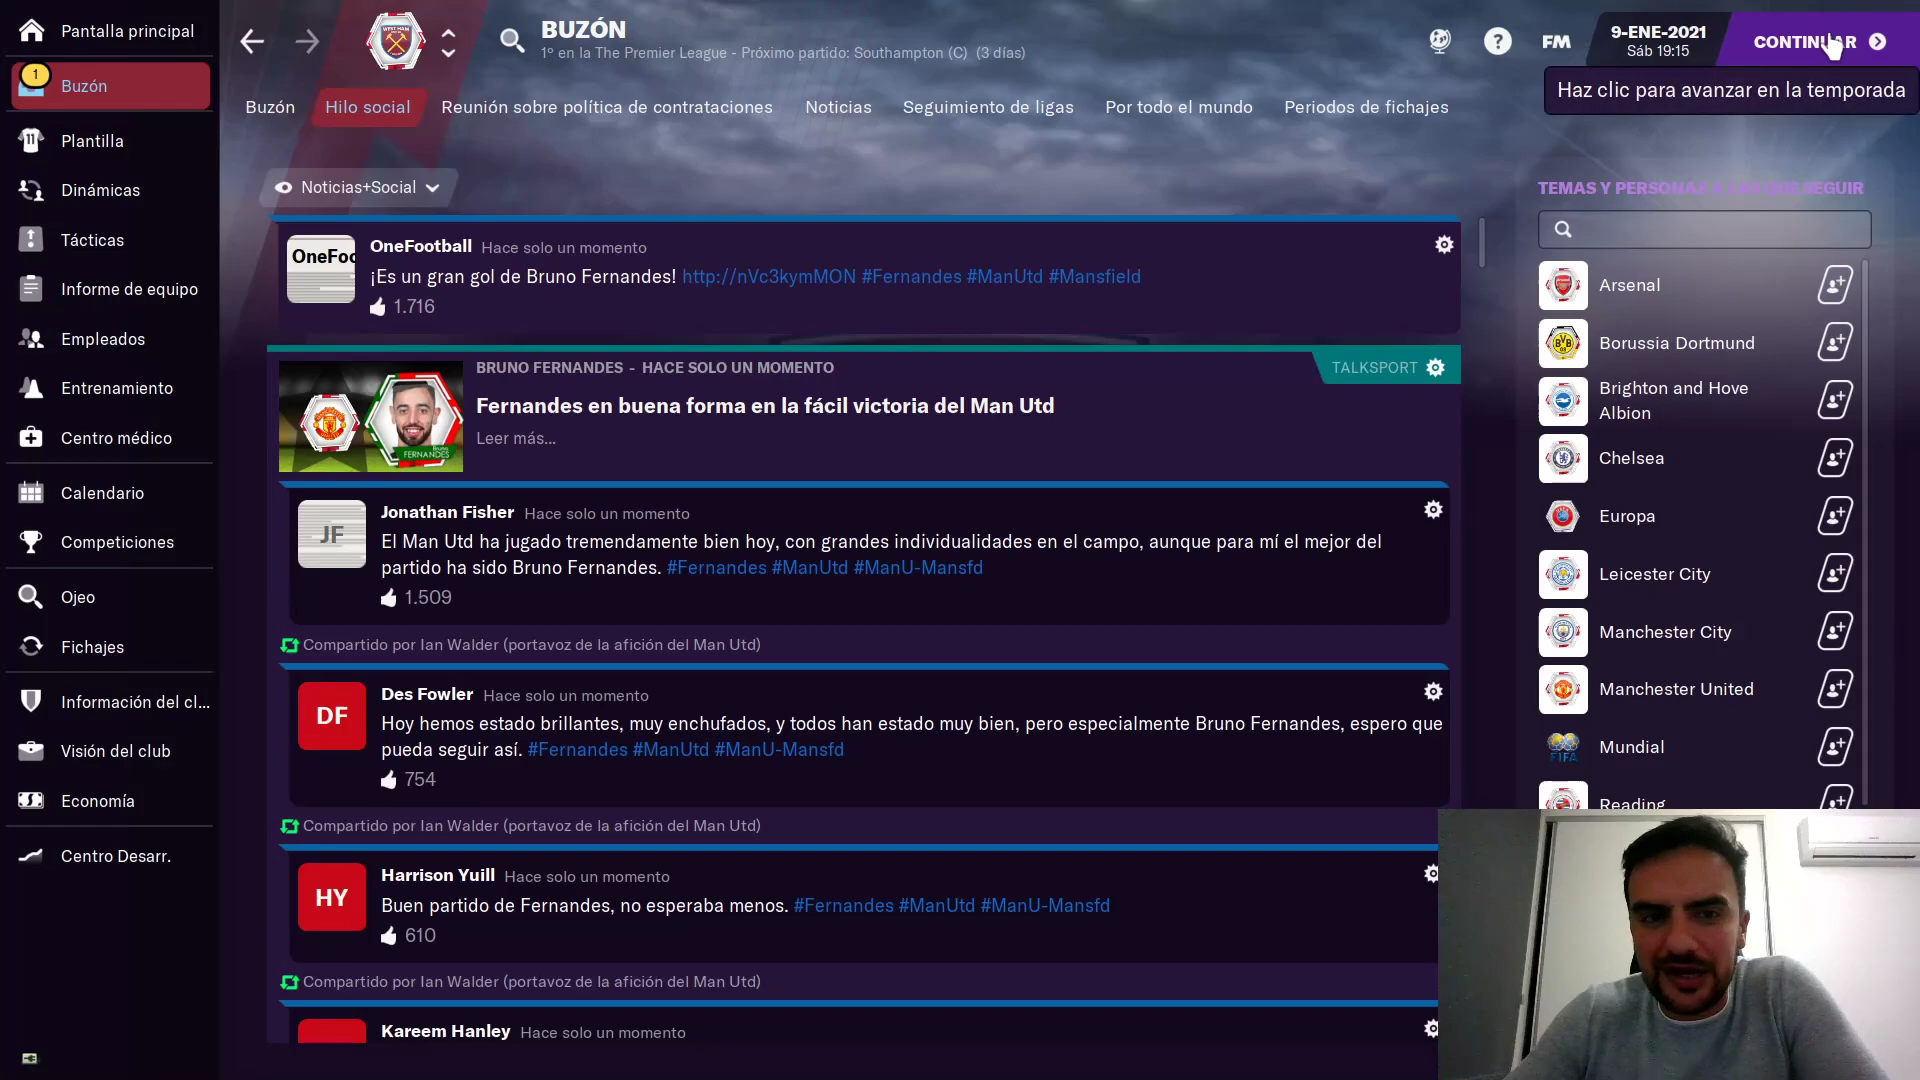 Pantalla principal
1
Buzón
Plantilla
Dinámicas
Tácticas
Informe de equipo
Empleados
Entrenamiento
Centro médico
Calendario
Competiciones
Ojeo
Fichajes
Información del cl...
Visión del club
Economía
Centro Desarr.
BUZÓN
1º en la The Premier League - Próximo partido: Southampton (C) (3 días)
?
FM
9-ENE-2021
Sáb 19:15
CONTINUAR
Haz clic para avanzar en la temporada
Buzón
Hilo social
Reunión sobre política de contrataciones
Noticias
Seguimiento de ligas
Por todo el mundo
Periodos de fichajes
Noticias+Social
OneFoo
OneFootball Hace solo un momento
¡Es un gran gol de Bruno Fernandes! http://nVc3kymMON #Fernandes #ManUtd #Mansfield
1.716
BRUNO FERNANDES - HACE SOLO UN MOMENTO
TALKSPORT
Fernandes en buena forma en la fácil victoria del Man Utd
Leer más...
FERNANDES
JF
Jonathan Fisher Hace solo un momento
El Man Utd ha jugado tremendamente bien hoy, con grandes individualidades en el campo, aunque para mí el mejor del
partido ha sido Bruno Fernandes. #Fernandes #ManUtd #ManU-Mansfd
1.509
Compartido por Ian Walder (portavoz de la afición del Man Utd)
DF
Des Fowler Hace solo un momento
Hoy hemos estado brillantes, muy enchufados, y todos han estado muy bien, pero especialmente Bruno Fernandes, espero que
pueda seguir así. #Fernandes #ManUtd #ManU-Mansfd
754
Compartido por Ian Walder (portavoz de la afición del Man Utd)
HY
Harrison Yuill Hace solo un momento
Buen partido de Fernandes, no esperaba menos. #Fernandes #ManUtd #ManU-Mansfd
610
Compartido por Ian Walder (portavoz de la afición del Man Utd)
Kareem Hanley Hace solo un momento
TEMAS Y PERSONAS A LAS QUE SEGUIR
Arsenal
Borussia Dortmund
Brighton and Hove
Albion
Chelsea
Europa
Leicester City
Manchester City
Manchester United
FIFA
Mundial
Reading